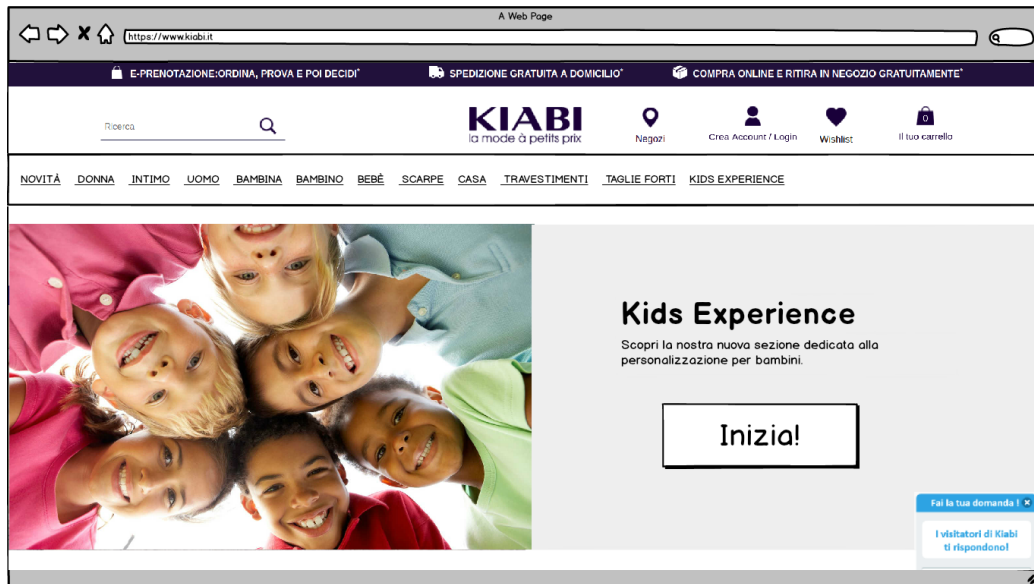 A Web Page
https://www.kiabi.it
E-PRENOTAZIONE:ORDINA, PROVA E POI DECIDI*
SPEDIZIONE GRATUITA A DOMICILIO*
COMPRA ONLINE E RITIRA IN NEGOZIO GRATUITAMENTE*
Ricerca
KIABI
la mode à petits prix
Negozi
Crea Account / Login
Wishlist
0
Il tuo carrello
NOVITÀ DONNA INTIMO UOMO BAMBINA BAMBINO BEBÈ SCARPE CASA TRAVESTIMENTI TAGLIE FORTI KIDS EXPERIENCE
Kids Experience
Scopri la nostra nuova sezione dedicata alla
personalizzazione per bambini.
Inizia!
Fai la tua domanda !
I visitatori di Kiabi
ti rispondono!